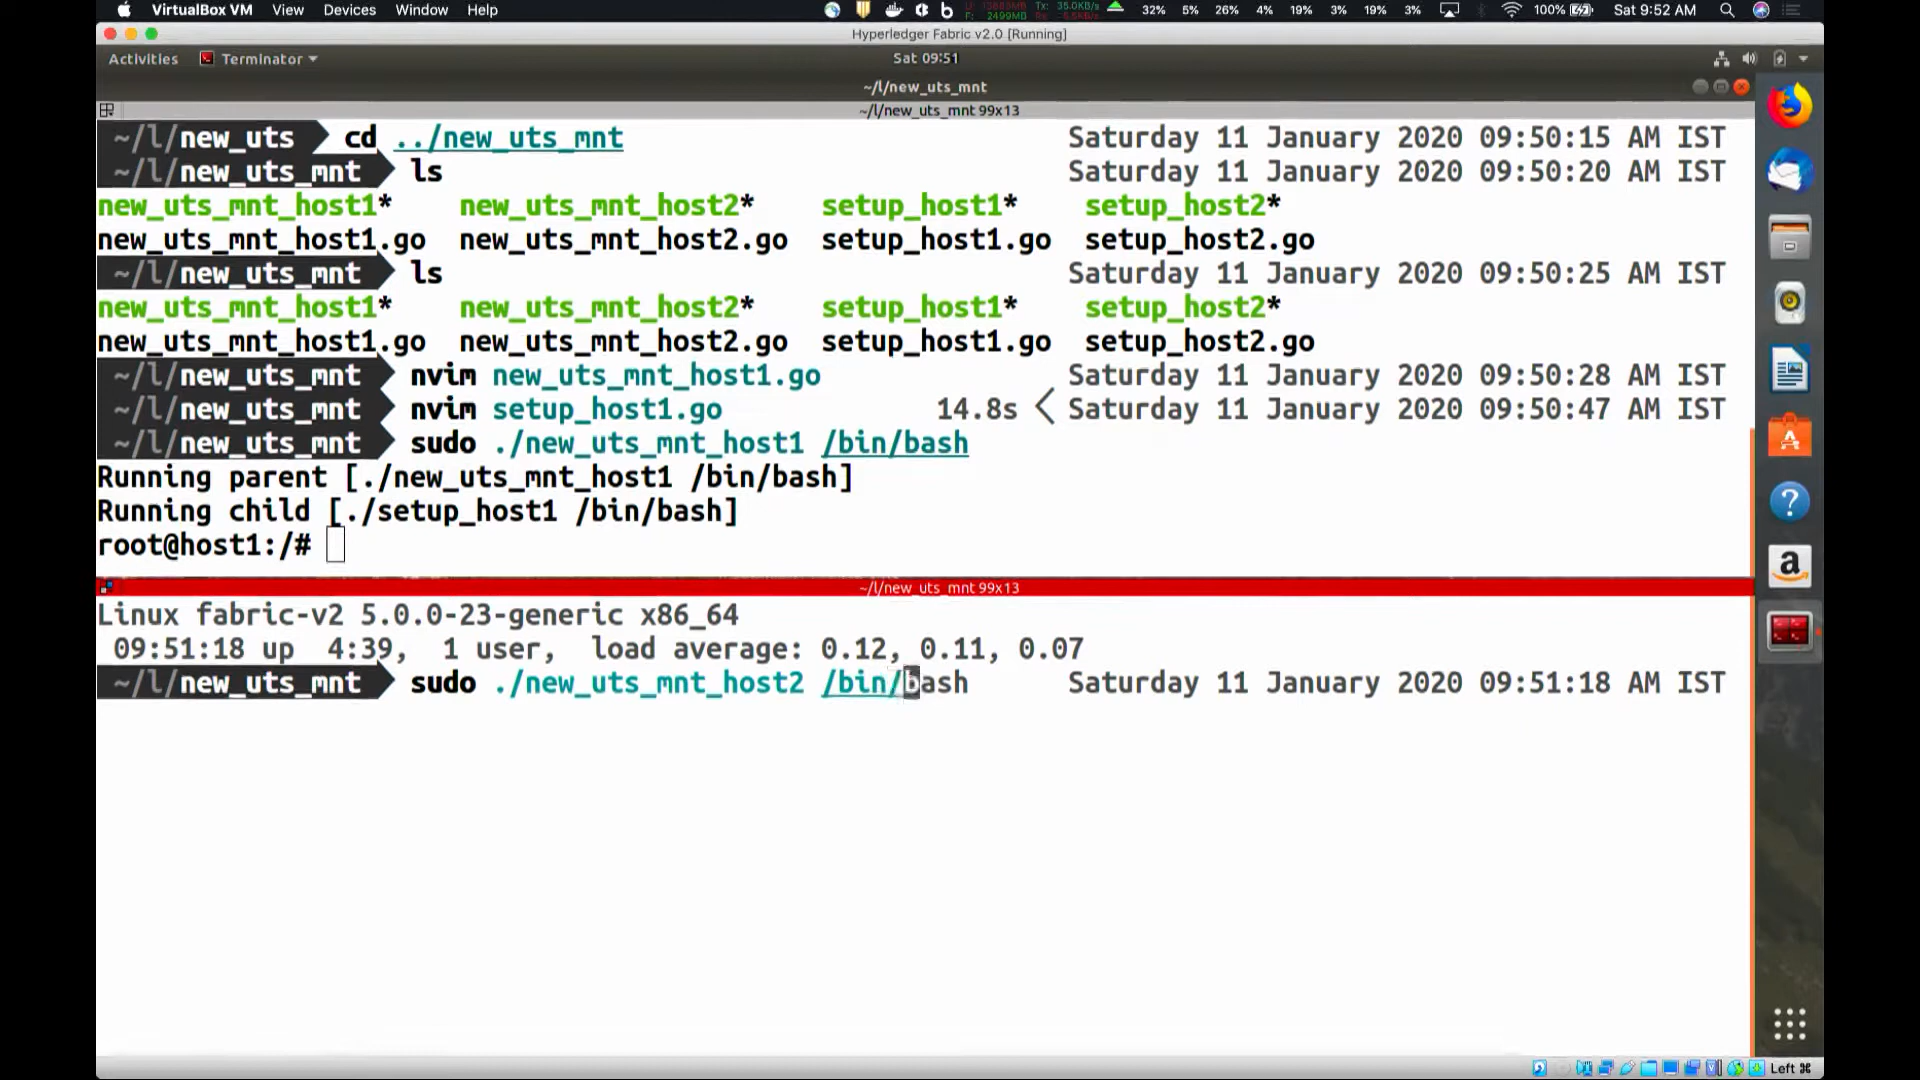 VirtualBox VM View Devices Window Help 32% 5% 26% 4% 19% 3% 19% 3% 100% Sat 9:52 AM
Hyperledger Fabric v2.0 [Running]
Activities Terminator Sat 09:51
~/l/new_uts_mnt
~/l/new_uts_mnt 99x13
~/l/new_uts cd ../new_uts_mnt Saturday 11 January 2020 09:50:15 AM IST
~/l/new_uts_mnt ls Saturday 11 January 2020 09:50:20 AM IST
new_uts_mnt_host1* new_uts_mnt_host2* setup_host1* setup_host2*
new_uts_mnt_host1.go new_uts_mnt_host2.go setup_host1.go setup_host2.go
~/l/new_uts_mnt ls Saturday 11 January 2020 09:50:25 AM IST
new_uts_mnt_host1* new_uts_mnt_host2* setup_host1* setup_host2*
new_uts_mnt_host1.go new_uts_mnt_host2.go setup_host1.go setup_host2.go
~/l/new_uts_mnt nvim new_uts_mnt_host1.go Saturday 11 January 2020 09:50:28 AM IST
~/l/new_uts_mnt nvim setup_host1.go 14.8s Saturday 11 January 2020 09:50:47 AM IST
~/l/new_uts_mnt sudo ./new_uts_mnt_host1 /bin/bash
Running parent [./new_uts_mnt_host1 /bin/bash]
Running child [./setup_host1 /bin/bash]
root@host1:/#
~/l/new_uts_mnt 99x13
Linux fabric-v2 5.0.0-23-generic x86_64
09:51:18 up 4:39, 1 user, load average: 0.12, 0.11, 0.07
~/l/new_uts_mnt sudo ./new_uts_mnt_host2 /bin/bash Saturday 11 January 2020 09:51:18 AM IST
Left ⌘